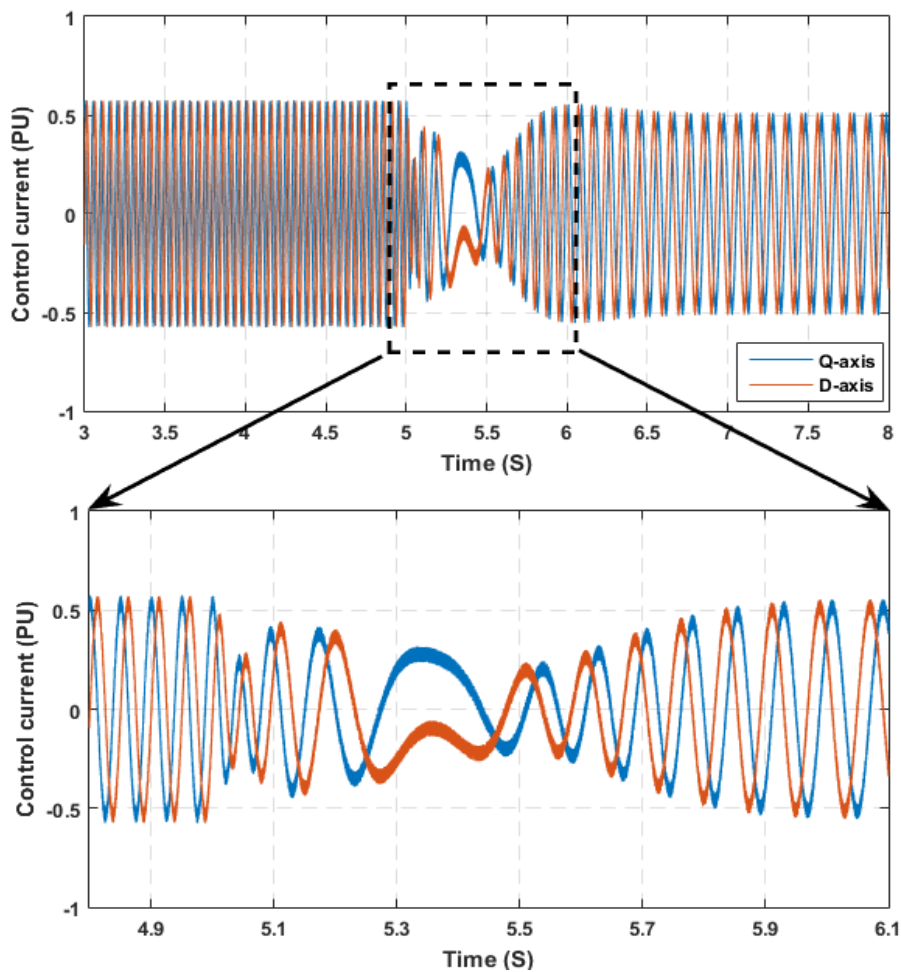 1
0.5
0
-0.5
-1
Control current (PU)
Q-axis
D-axis
3 3.5 4 4.5 5 5.5 6 6.5 7 7.5 8
Time (S)
1
0.5
0
-0.5
-1
Control current (PU)
4.9 5.1 5.3 5.5 5.7 5.9 6.1
Time (S)